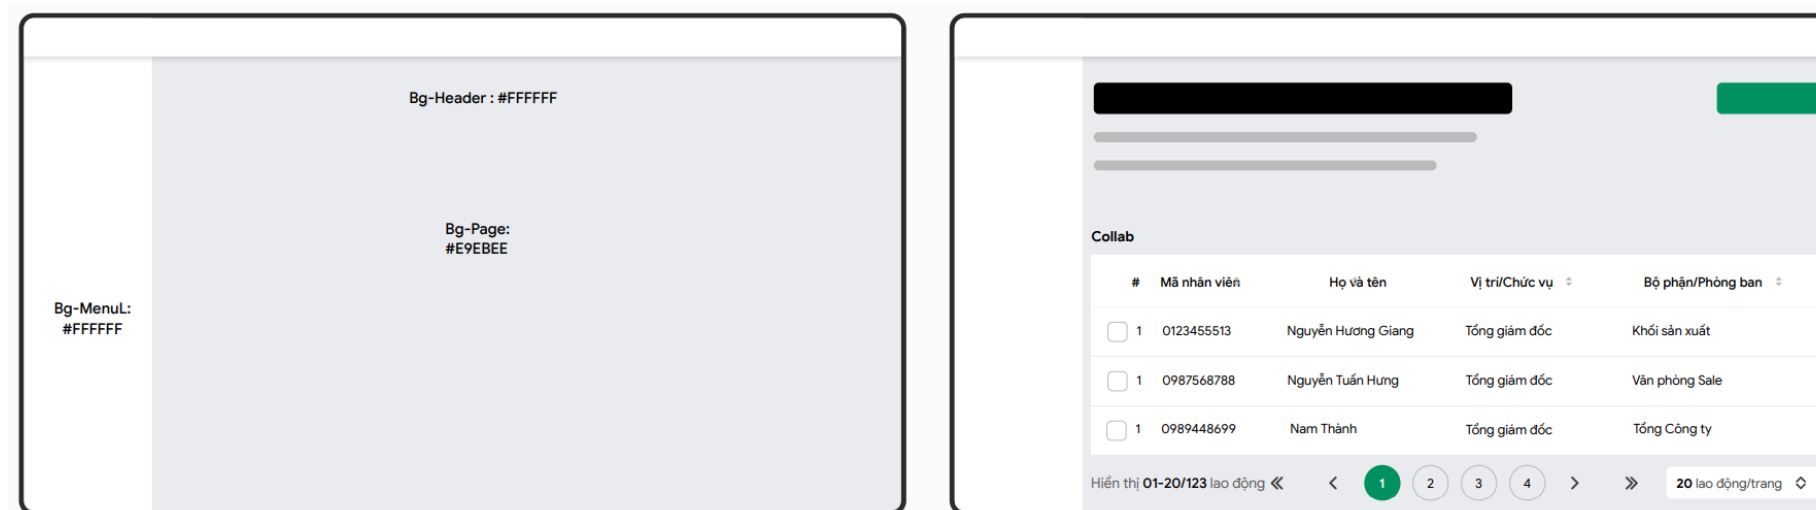 Bg-Header : #FFFFFF
Bg-Page:
#E9EBEE
Bg-MenuL:
#FFFFFF
Collab
# Mã nhân viên Họ và tên Vị trí/Chức vụ Bộ phận/Phòng ban
1 0123455513 Nguyễn Hương Giang Tổng giám đốc Khối sản xuất
1 0987568788 Nguyễn Tuấn Hưng Tổng giám đốc Văn phòng Sale
1 0989448699 Nam Thành Tổng giám đốc Tổng Công ty
Hiển thị 01-20/123 lao động 1 2 3 4 20 lao động/trang